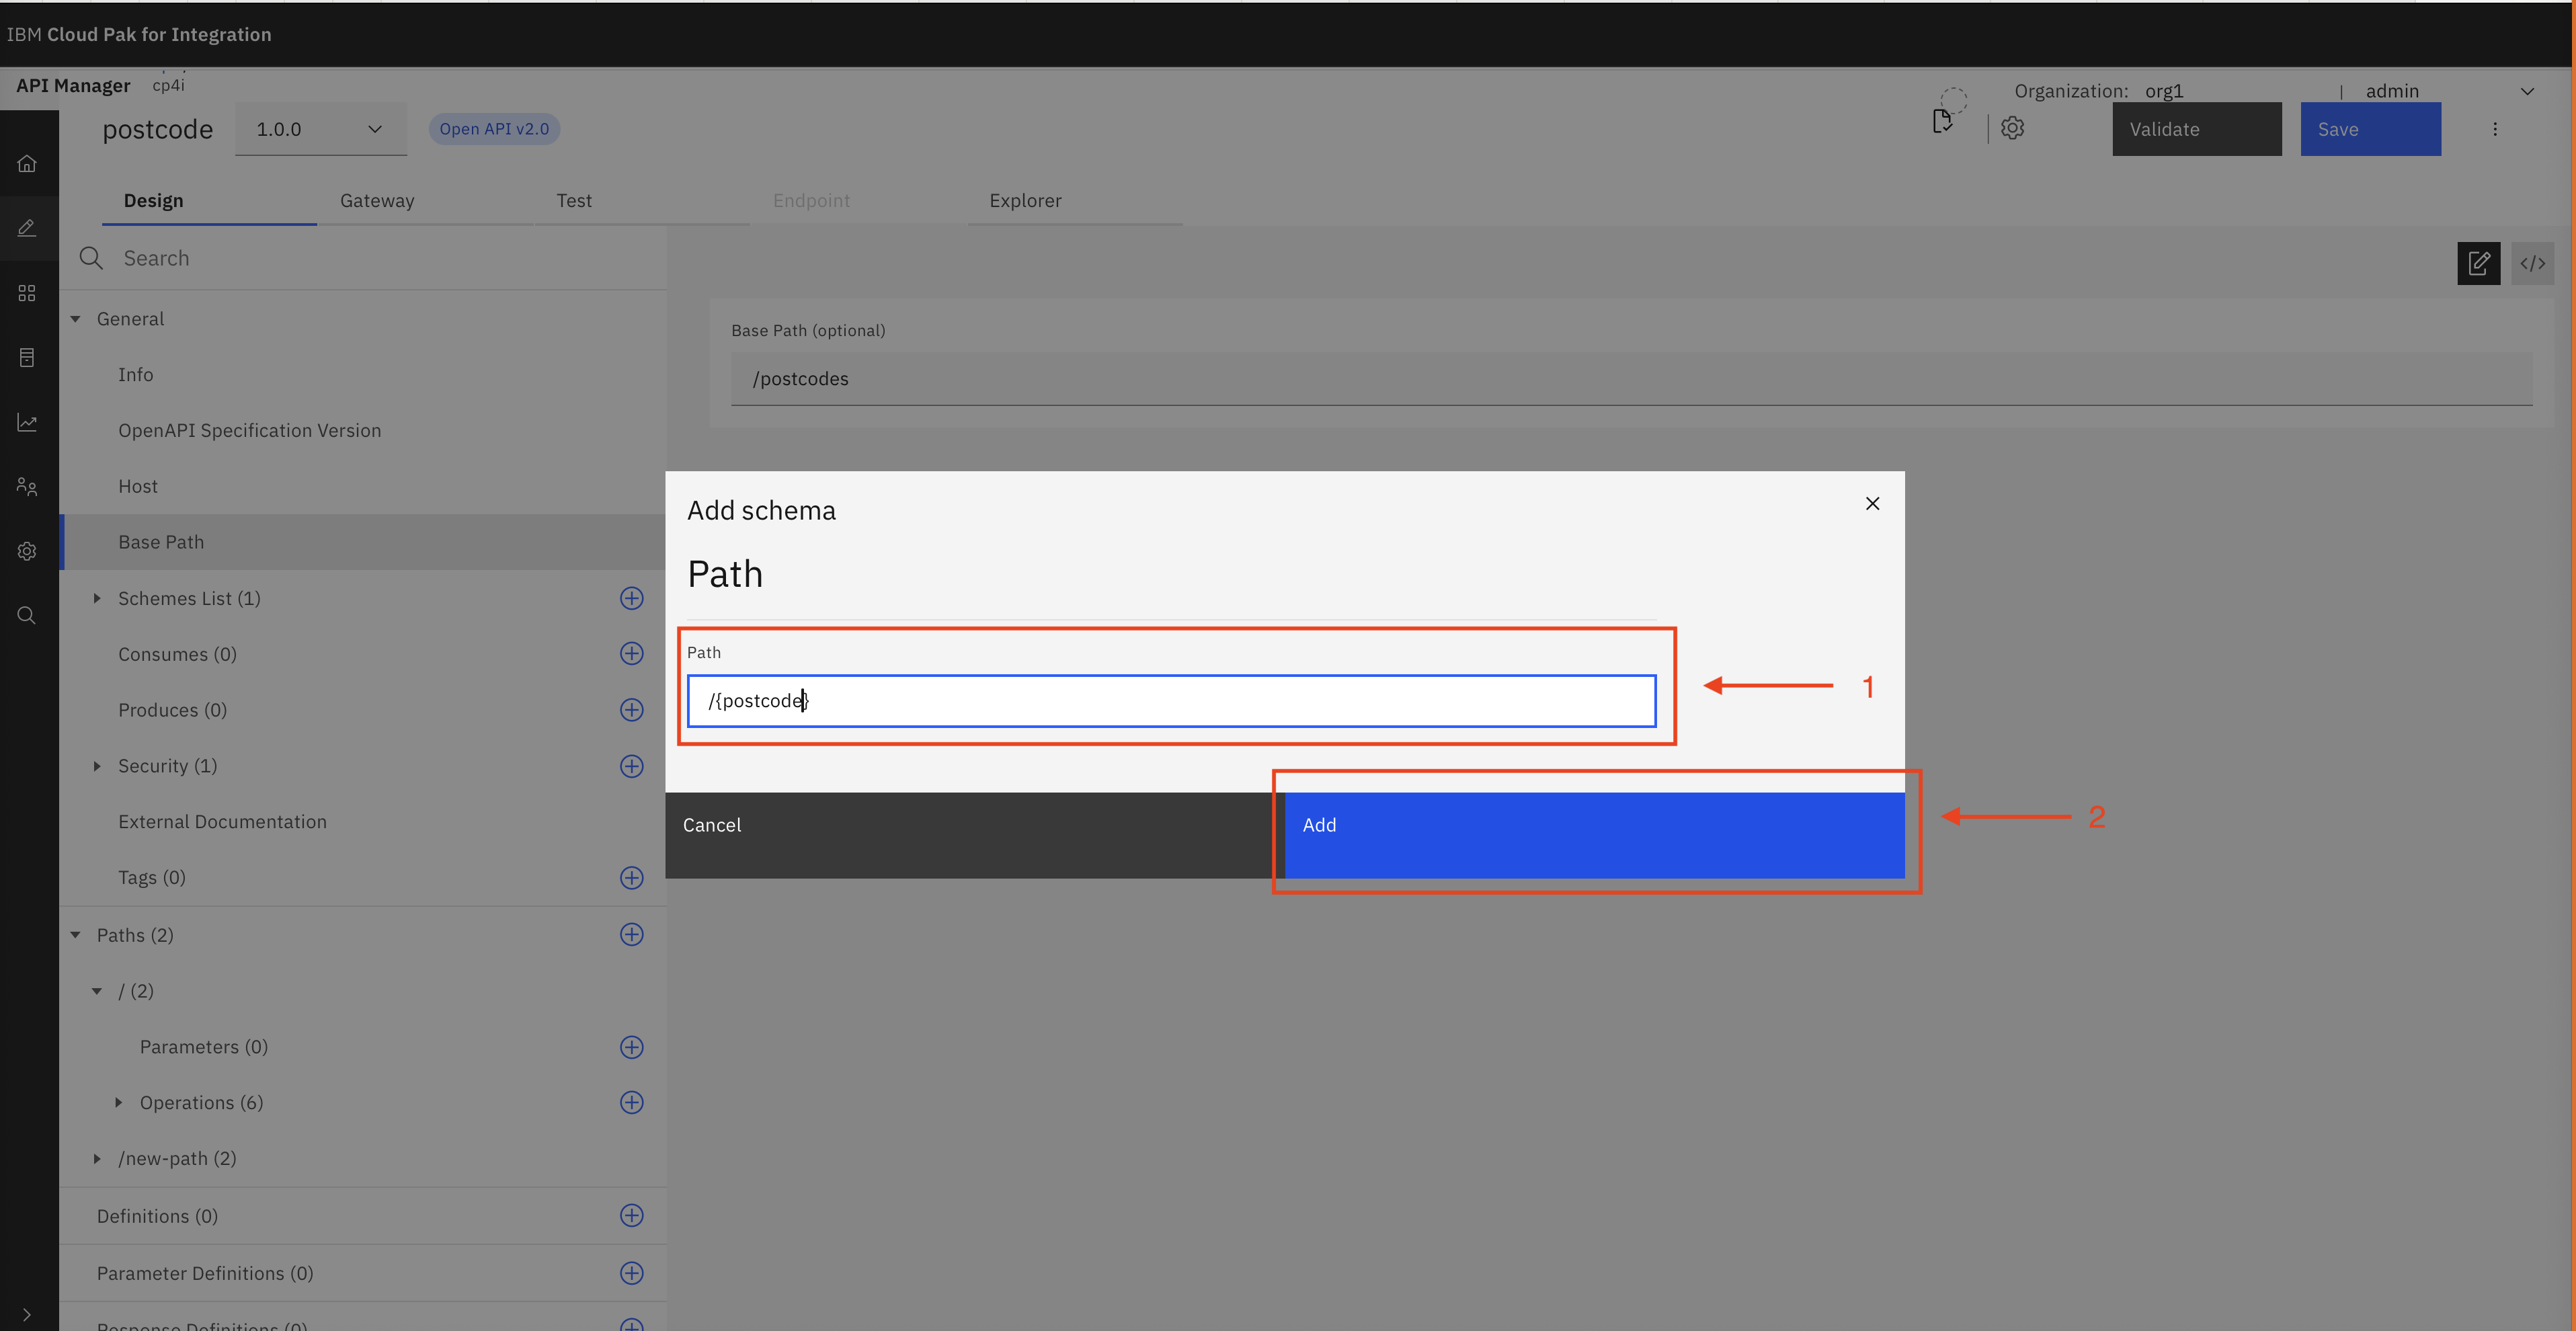 IBM Cloud Pak for Integration
API Manager cp4i
Organization: org1 | admin
postcode 1.0.0 Open API v2.0
Validate Save
Design Gateway Test Endpoint Explorer
Search
General
Info
OpenAPI Specification Version
Host
Base Path
Schemes List (1)
Consumes (0)
Produces (0)
Security (1)
External Documentation
Tags (0)
Paths (2)
/ (2)
Parameters (0)
Operations (6)
/new-path (2)
Definitions (0)
Parameter Definitions (0)
Response Definitions (0)
</>
Base Path (optional)
/postcodes
Add schema
Path
Path
/{postcode}
1
Cancel
Add
2